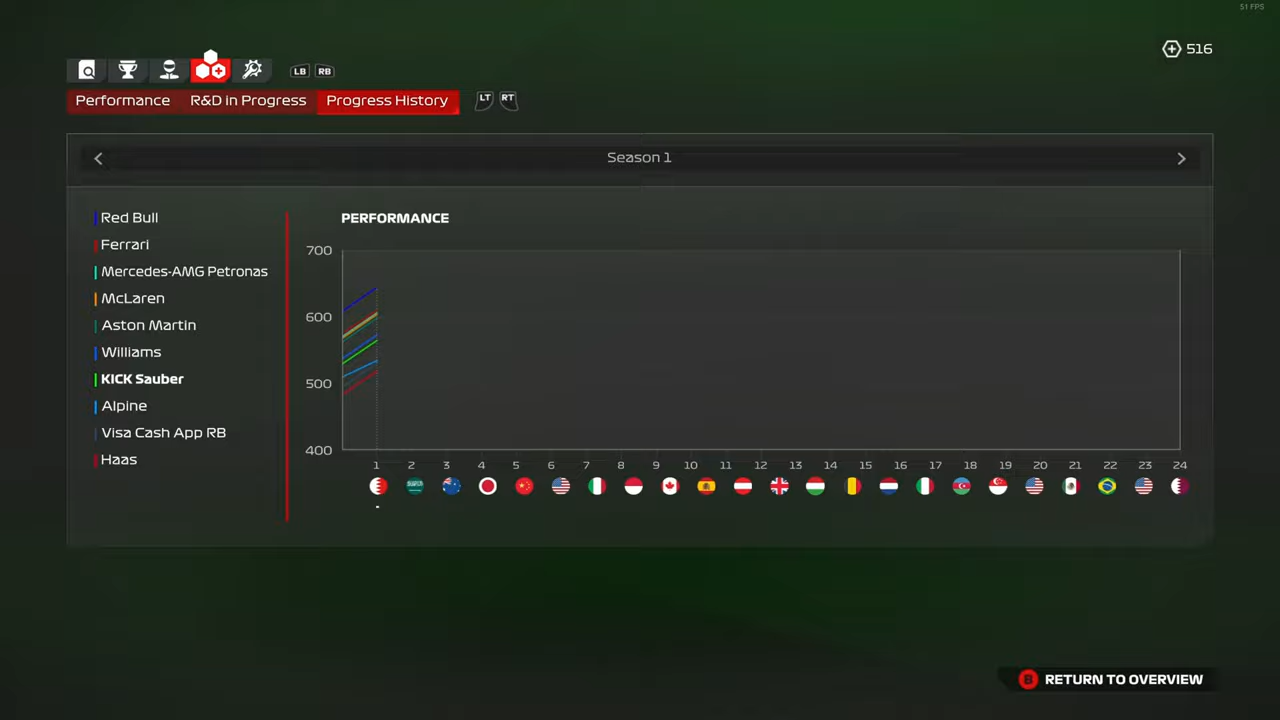 51 FPS
516
LB RB
Performance R&D in Progress Progress History LT RT
Season 1
Red Bull
Ferrari
Mercedes-AMG Petronas
McLaren
Aston Martin
Williams
KICK Sauber
Alpine
Visa Cash App RB
Haas
PERFORMANCE
700
600
500
400
1 2 3 4 5 6 7 8 9 10 11 12 13 14 15 16 17 18 19 20 21 22 23 24
B RETURN TO OVERVIEW